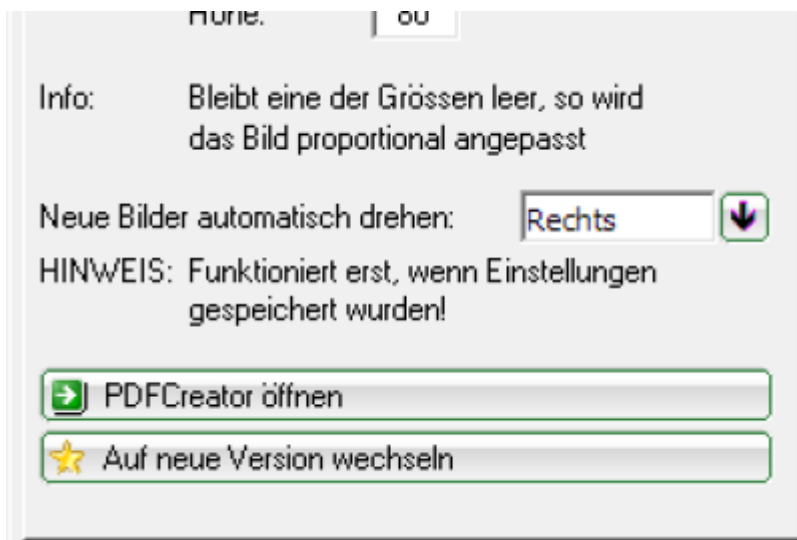 Info: Bleibt eine der Grössen leer, so wird
das Bild proportional angepasst
Neue Bilder automatisch drehen: Rechts
HINWEIS: Funktioniert erst, wenn Einstellungen
gespeichert wurden!
PDFCreator öffnen
Auf neue Version wechseln